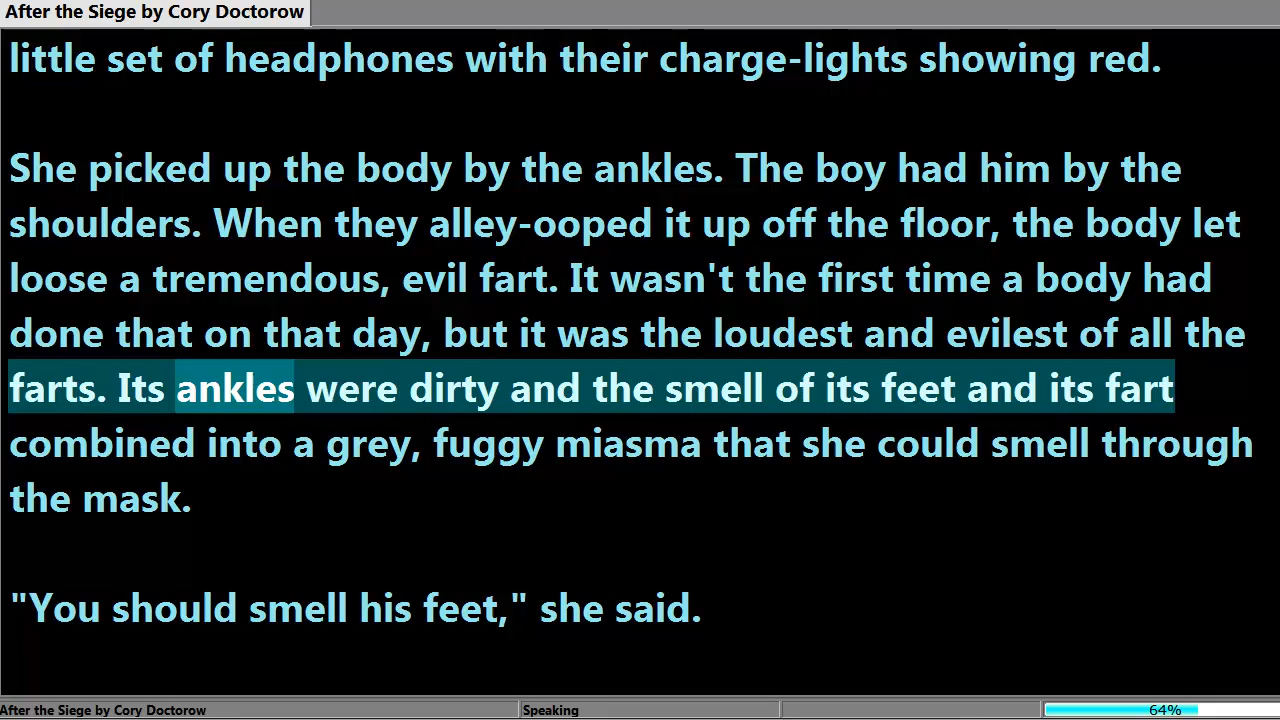 After the Siege by Cory Doctorow
little set of headphones with their charge-lights showing red.
She picked up the body by the ankles. The boy had him by the
shoulders. When they alley-ooped it up off the floor, the body let
loose a tremendous, evil fart. It wasn't the first time a body had
done that on that day, but it was the loudest and evilest of all the
farts. Its ankles were dirty and the smell of its feet and its fart
combined into a grey, fuggy miasma that she could smell through
the mask.
"You should smell his feet," she said.
After the Siege by Cory Doctorow
Speaking
64%